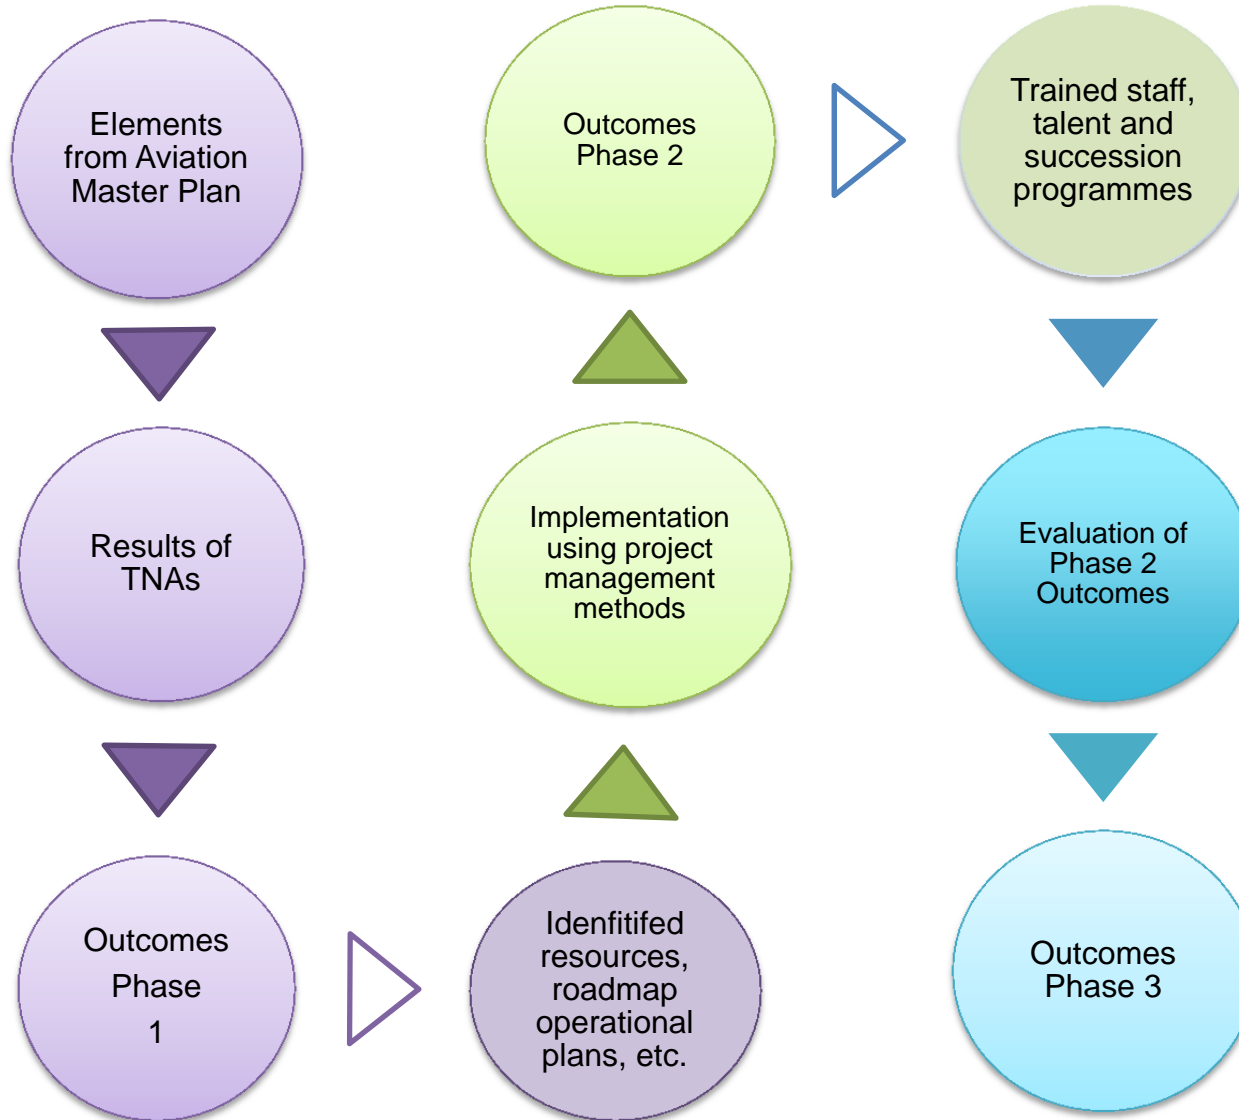 Elements
from Aviation
Master Plan
Results of
TNAs
Outcomes
Phase
1
Idenfitifed
resources,
roadmap
operational
plans, etc.
Implementation
using project
management
methods
Outcomes
Phase 2
Trained staff,
talent and
succession
programmes
Evaluation of
Phase 2
Outcomes
Outcomes
Phase 3